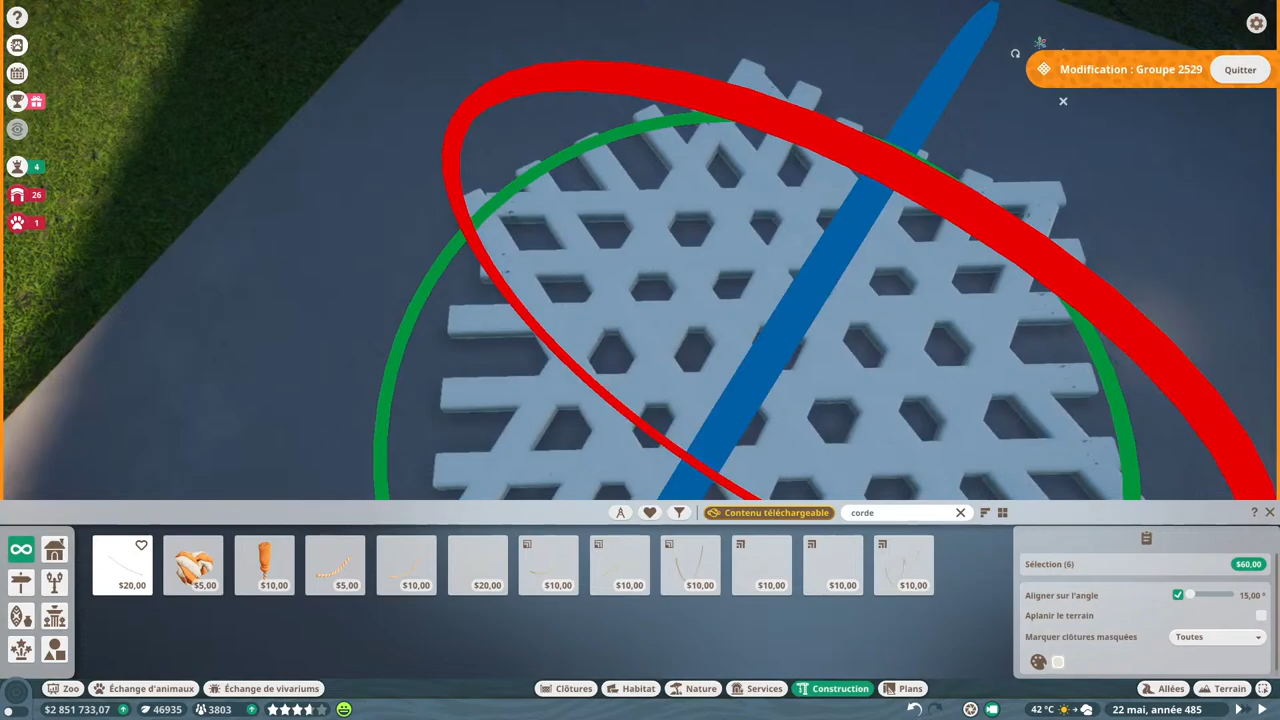 ?
Modification : Groupe 2529
Quitter
4
26
1
Contenu téléchargeable
corde
?
$20,00
$5,00
$10,00
$5,00
$10,00
$20,00
$10,00
$10,00
$10,00
$10,00
$10,00
$10,00
Sélection (6)
$60,00
Aligner sur l'angle
15,00 °
Aplanir le terrain
Marquer clôtures masquées
Toutes
Zoo
Échange d'animaux
Échange de vivariums
Clôtures
Habitat
Nature
Services
Construction
Plans
Allées
Terrain
$2 851 733,07
46935
3803
42 °C
22 mai, année 485